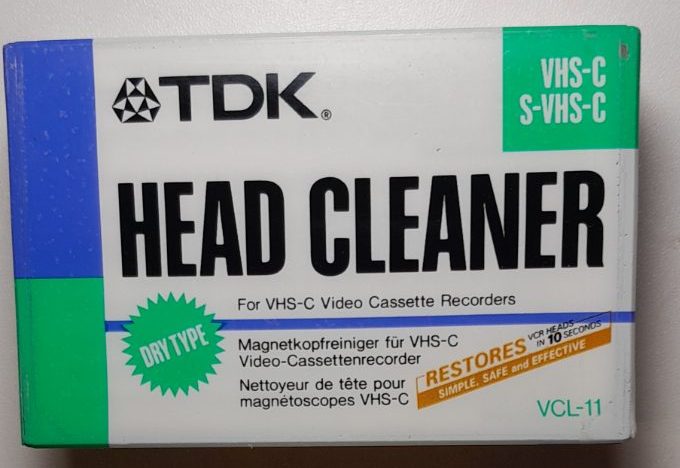 TDK®
VHS-C
S-VHS-C
HEAD CLEANER
For VHS-C Video Cassette Recorders
DRY TYPE
Magnetkopfreiniger für VHS-C
Video-Cassettenrecorder
Nettoyeur de tête pour
magnétoscopes VHS-C
RESTORES VCR HEADS
IN 10 SECONDS
SIMPLE, SAFE and EFFECTIVE
VCL-11